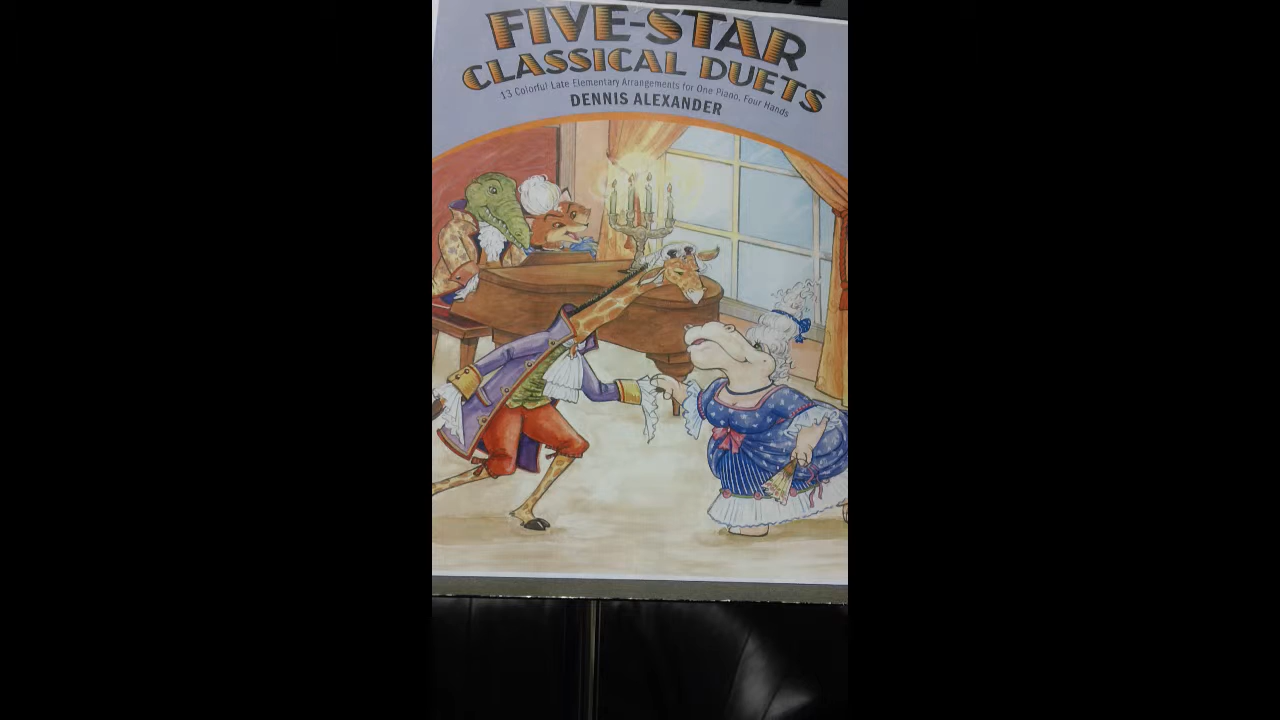 FIVE-STAR
CLASSICAL DUETS
13 Colorful Late Elementary Arrangements for One Piano, Four Hands
DENNIS ALEXANDER